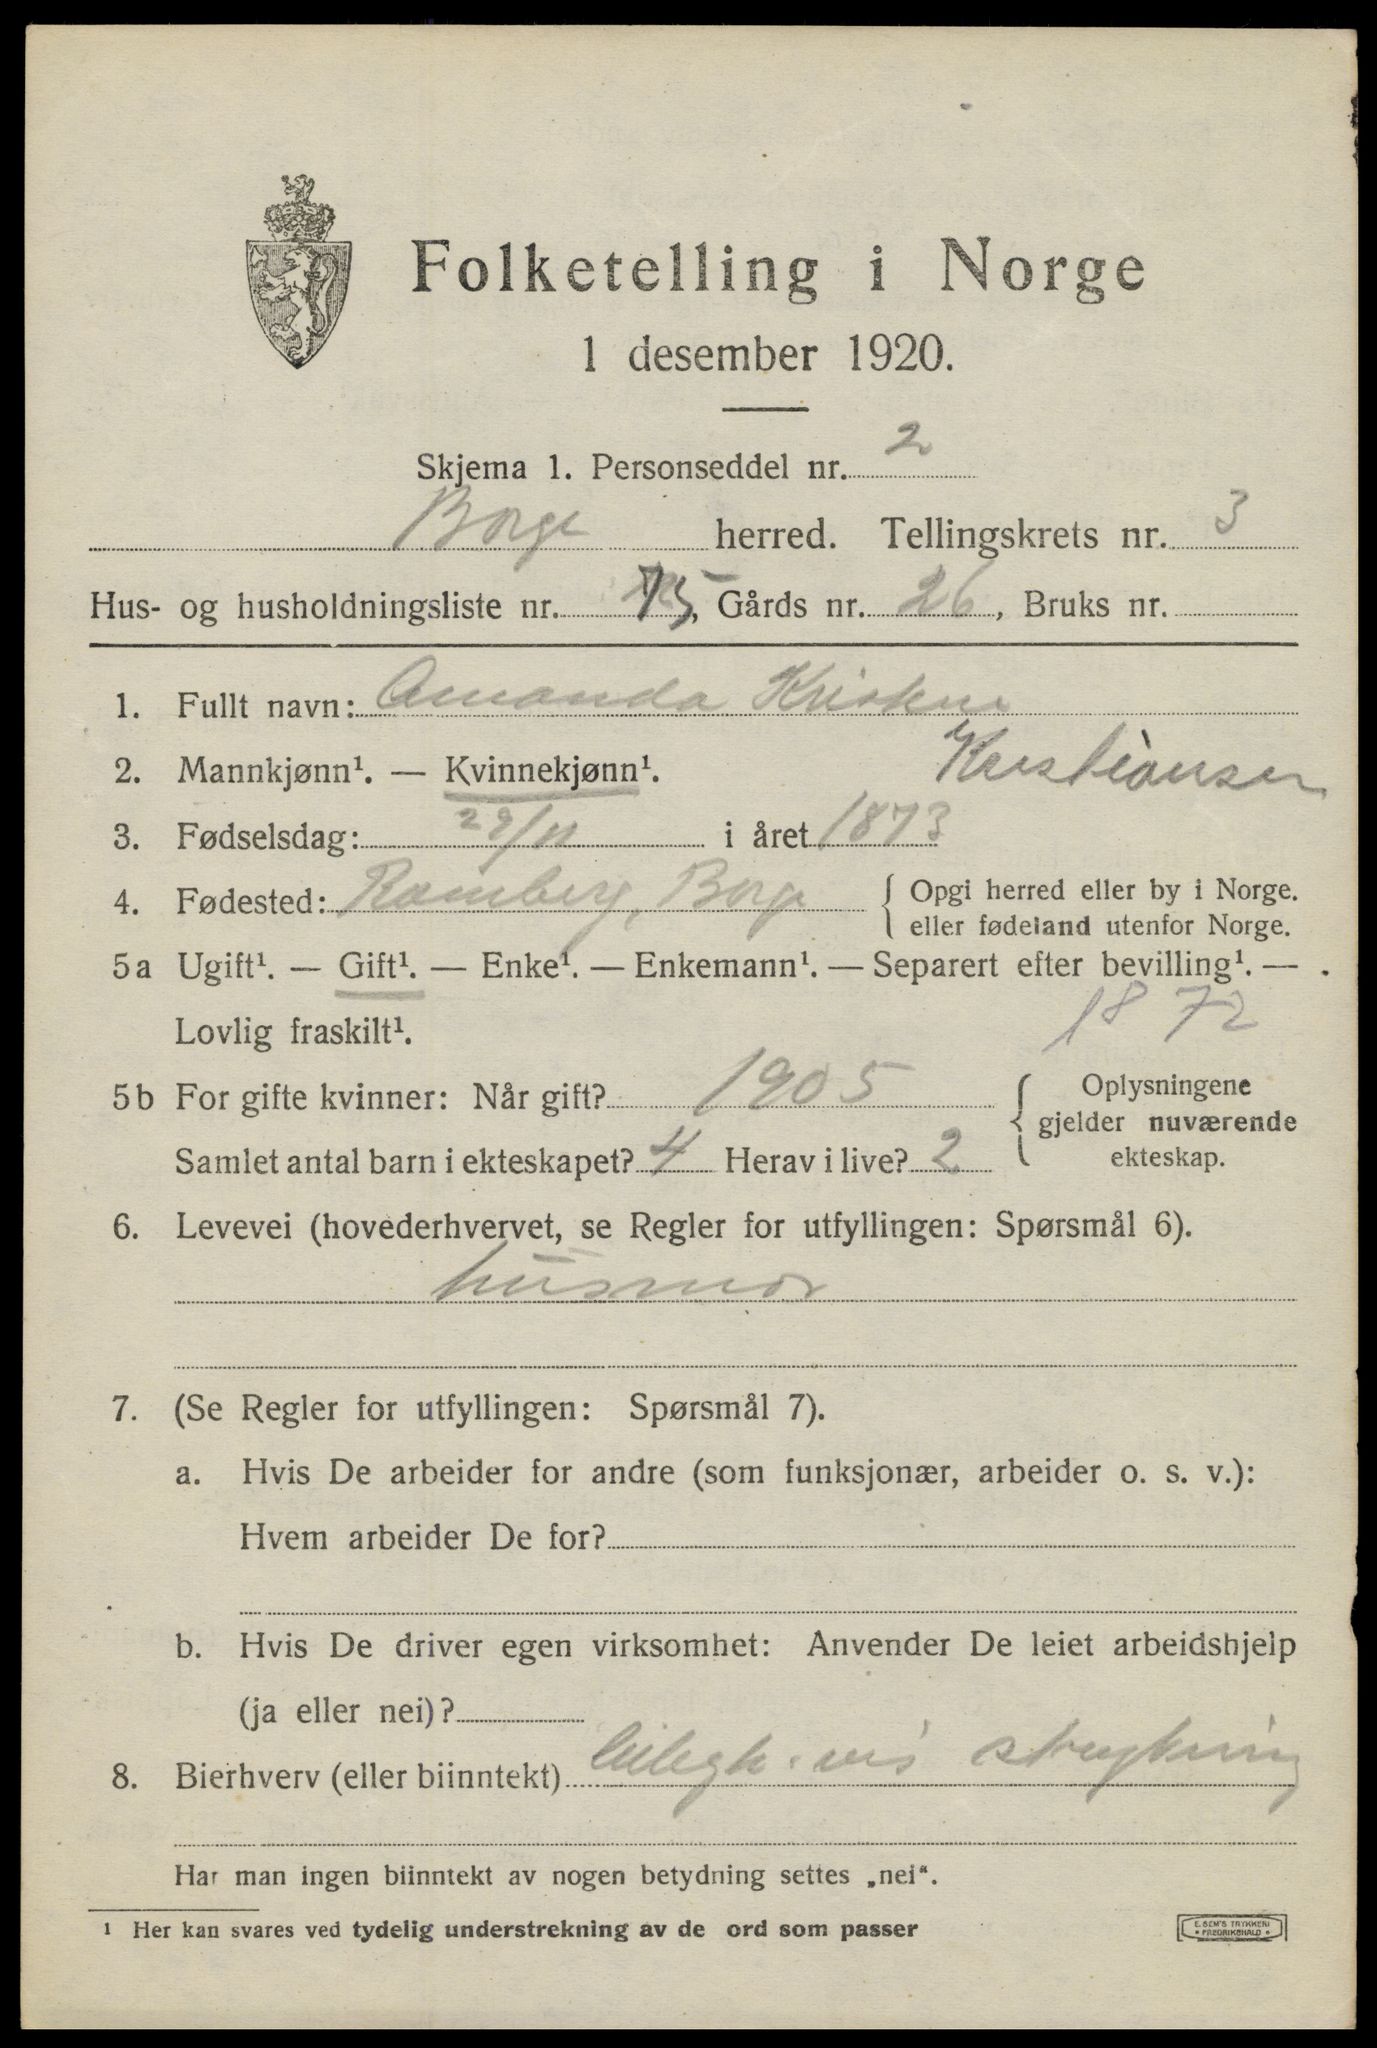 Folketelling i Norge
1 desember 1920.
Skjema 1. Personseddel nr. 2
Borge herred. Tellingskrets nr. 3
Hus- og husholdningsliste nr. 75, Gårds nr. 26, Bruks nr.
1. Fullt navn: Amanda Kristine
Kristiansen
2. Mannkjønn¹. — Kvinnekjønn¹.
3. Fødselsdag: 29/11 i året 1873
4. Fødested: Ramberg, Borge { Opgi herred eller by i Norge.
eller fødeland utenfor Norge.
5a Ugift¹. — Gift¹. — Enke¹. — Enkemann¹. — Separert efter bevilling¹. —
Lovlig fraskilt¹. 1872
5b For gifte kvinner: Når gift? 1905 { Oplysningene
gjelder nuværende
Samlet antal barn i ekteskapet? 4 Herav i live? 2 ekteskap.
6. Levevei (hovederhvervet, se Regler for utfyllingen: Spørsmål 6).
husmor
7. (Se Regler for utfyllingen: Spørsmål 7).
a. Hvis De arbeider for andre (som funksjonær, arbeider o. s. v.):
Hvem arbeider De for?
b. Hvis De driver egen virksomhet: Anvender De leiet arbeidshjelp
(ja eller nei)?
8. Bierhverv (eller biinntekt) vis strykning
Har man ingen biinntekt av nogen betydning settes „nei“.
¹ Her kan svares ved tydelig understrekning av de ord som passer
E. SEM'S TRYKKERI
* FREDRIKSHALD *